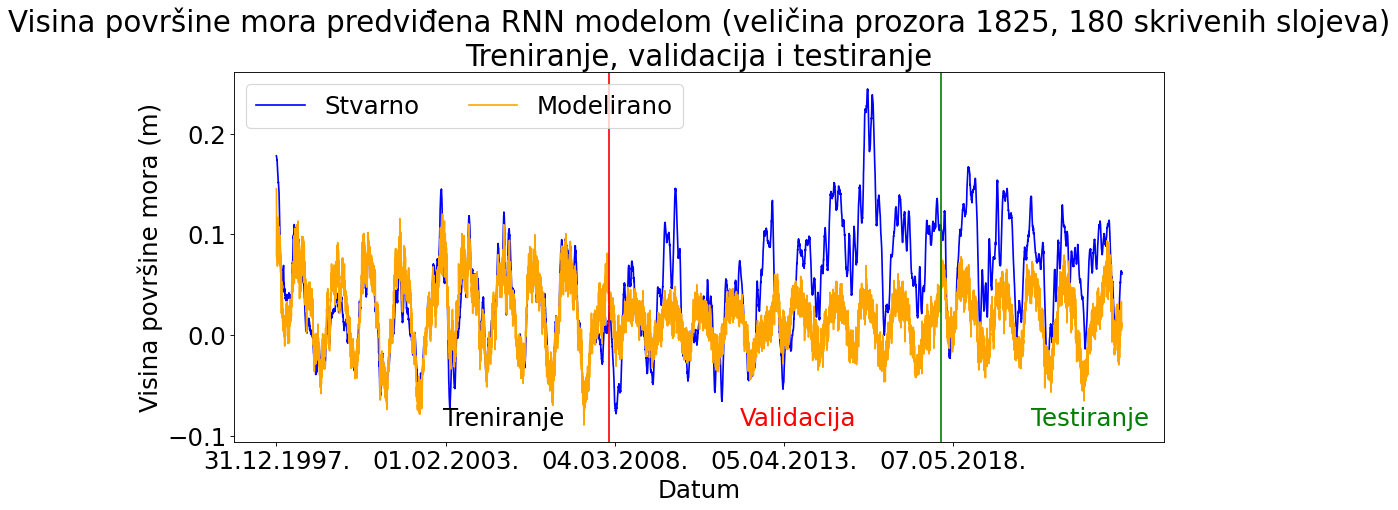 Visina površine mora predviđena RNN modelom (veličina prozora 1825, 180 skrivenih slojeva)
Treniranje, validacija i testiranje
Stvarno Modelirano
Visina površine mora (m)
0.2
0.1
0.0
−0.1
Treniranje Validacija Testiranje
31.12.1997. 01.02.2003. 04.03.2008. 05.04.2013. 07.05.2018.
Datum